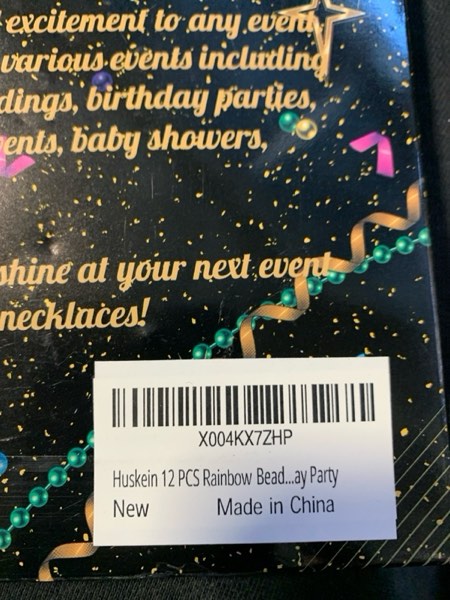 excitement to any event,
various events including
dings, birthday parties,
ents, baby showers,
shine at your next event
necklaces!
X004KX7ZHP
Huskein 12 PCS Rainbow Bead...ay Party
New Made in China